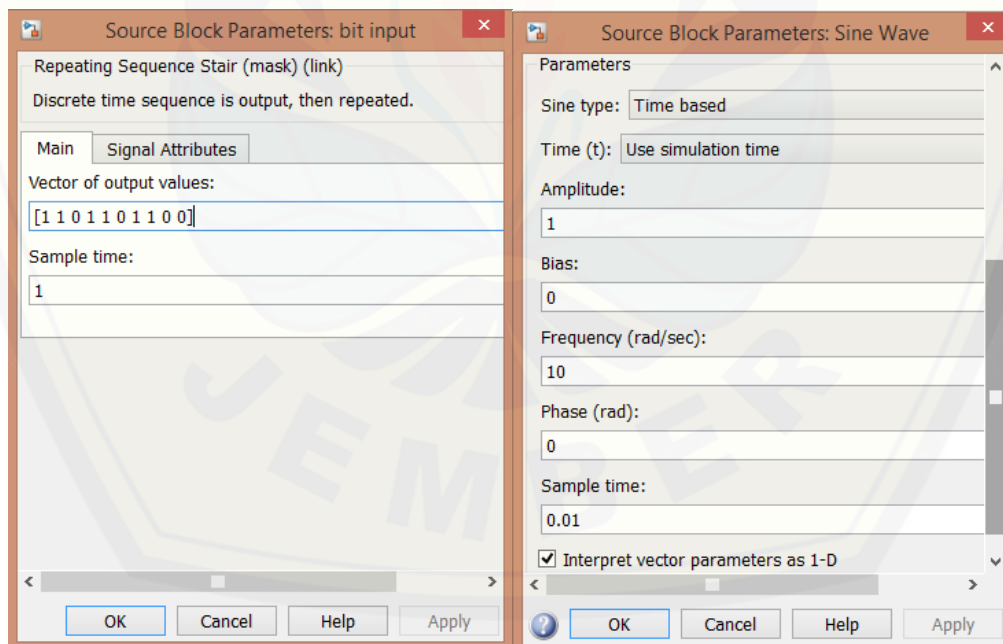 Source Block Parameters: bit input
Repeating Sequence Stair (mask) (link)
Discrete time sequence is output, then repeated.
Main
Signal Attributes
Vector of output values:
[1 1 0 1 1 0 1 1 0 0]
Sample time:
1
OK
Cancel
Help
Apply
Source Block Parameters: Sine Wave
Parameters
Sine type: Time based
Time (t): Use simulation time
Amplitude:
1
Bias:
0
Frequency (rad/sec):
10
Phase (rad):
0
Sample time:
0.01
Interpret vector parameters as 1-D
OK
Cancel
Help
Apply
JEMBER